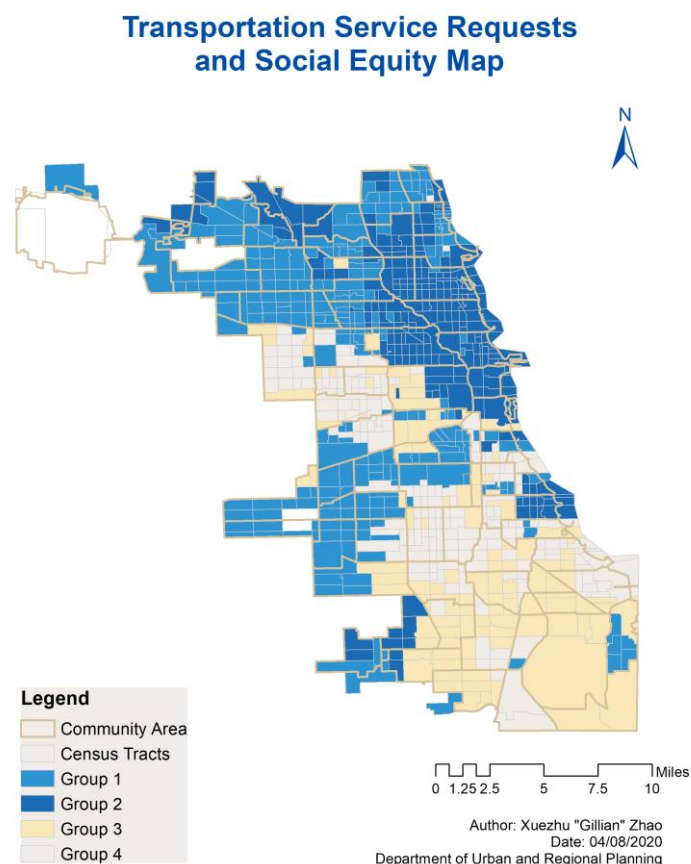 Transportation Service Requests
and Social Equity Map
N
Legend
Community Area
Census Tracts
Group 1
Group 2
Group 3
Group 4
Miles
0 1.25 2.5 5 7.5 10
Author: Xuezhu "Gillian" Zhao
Date: 04/08/2020
Department of Urban and Regional Planning